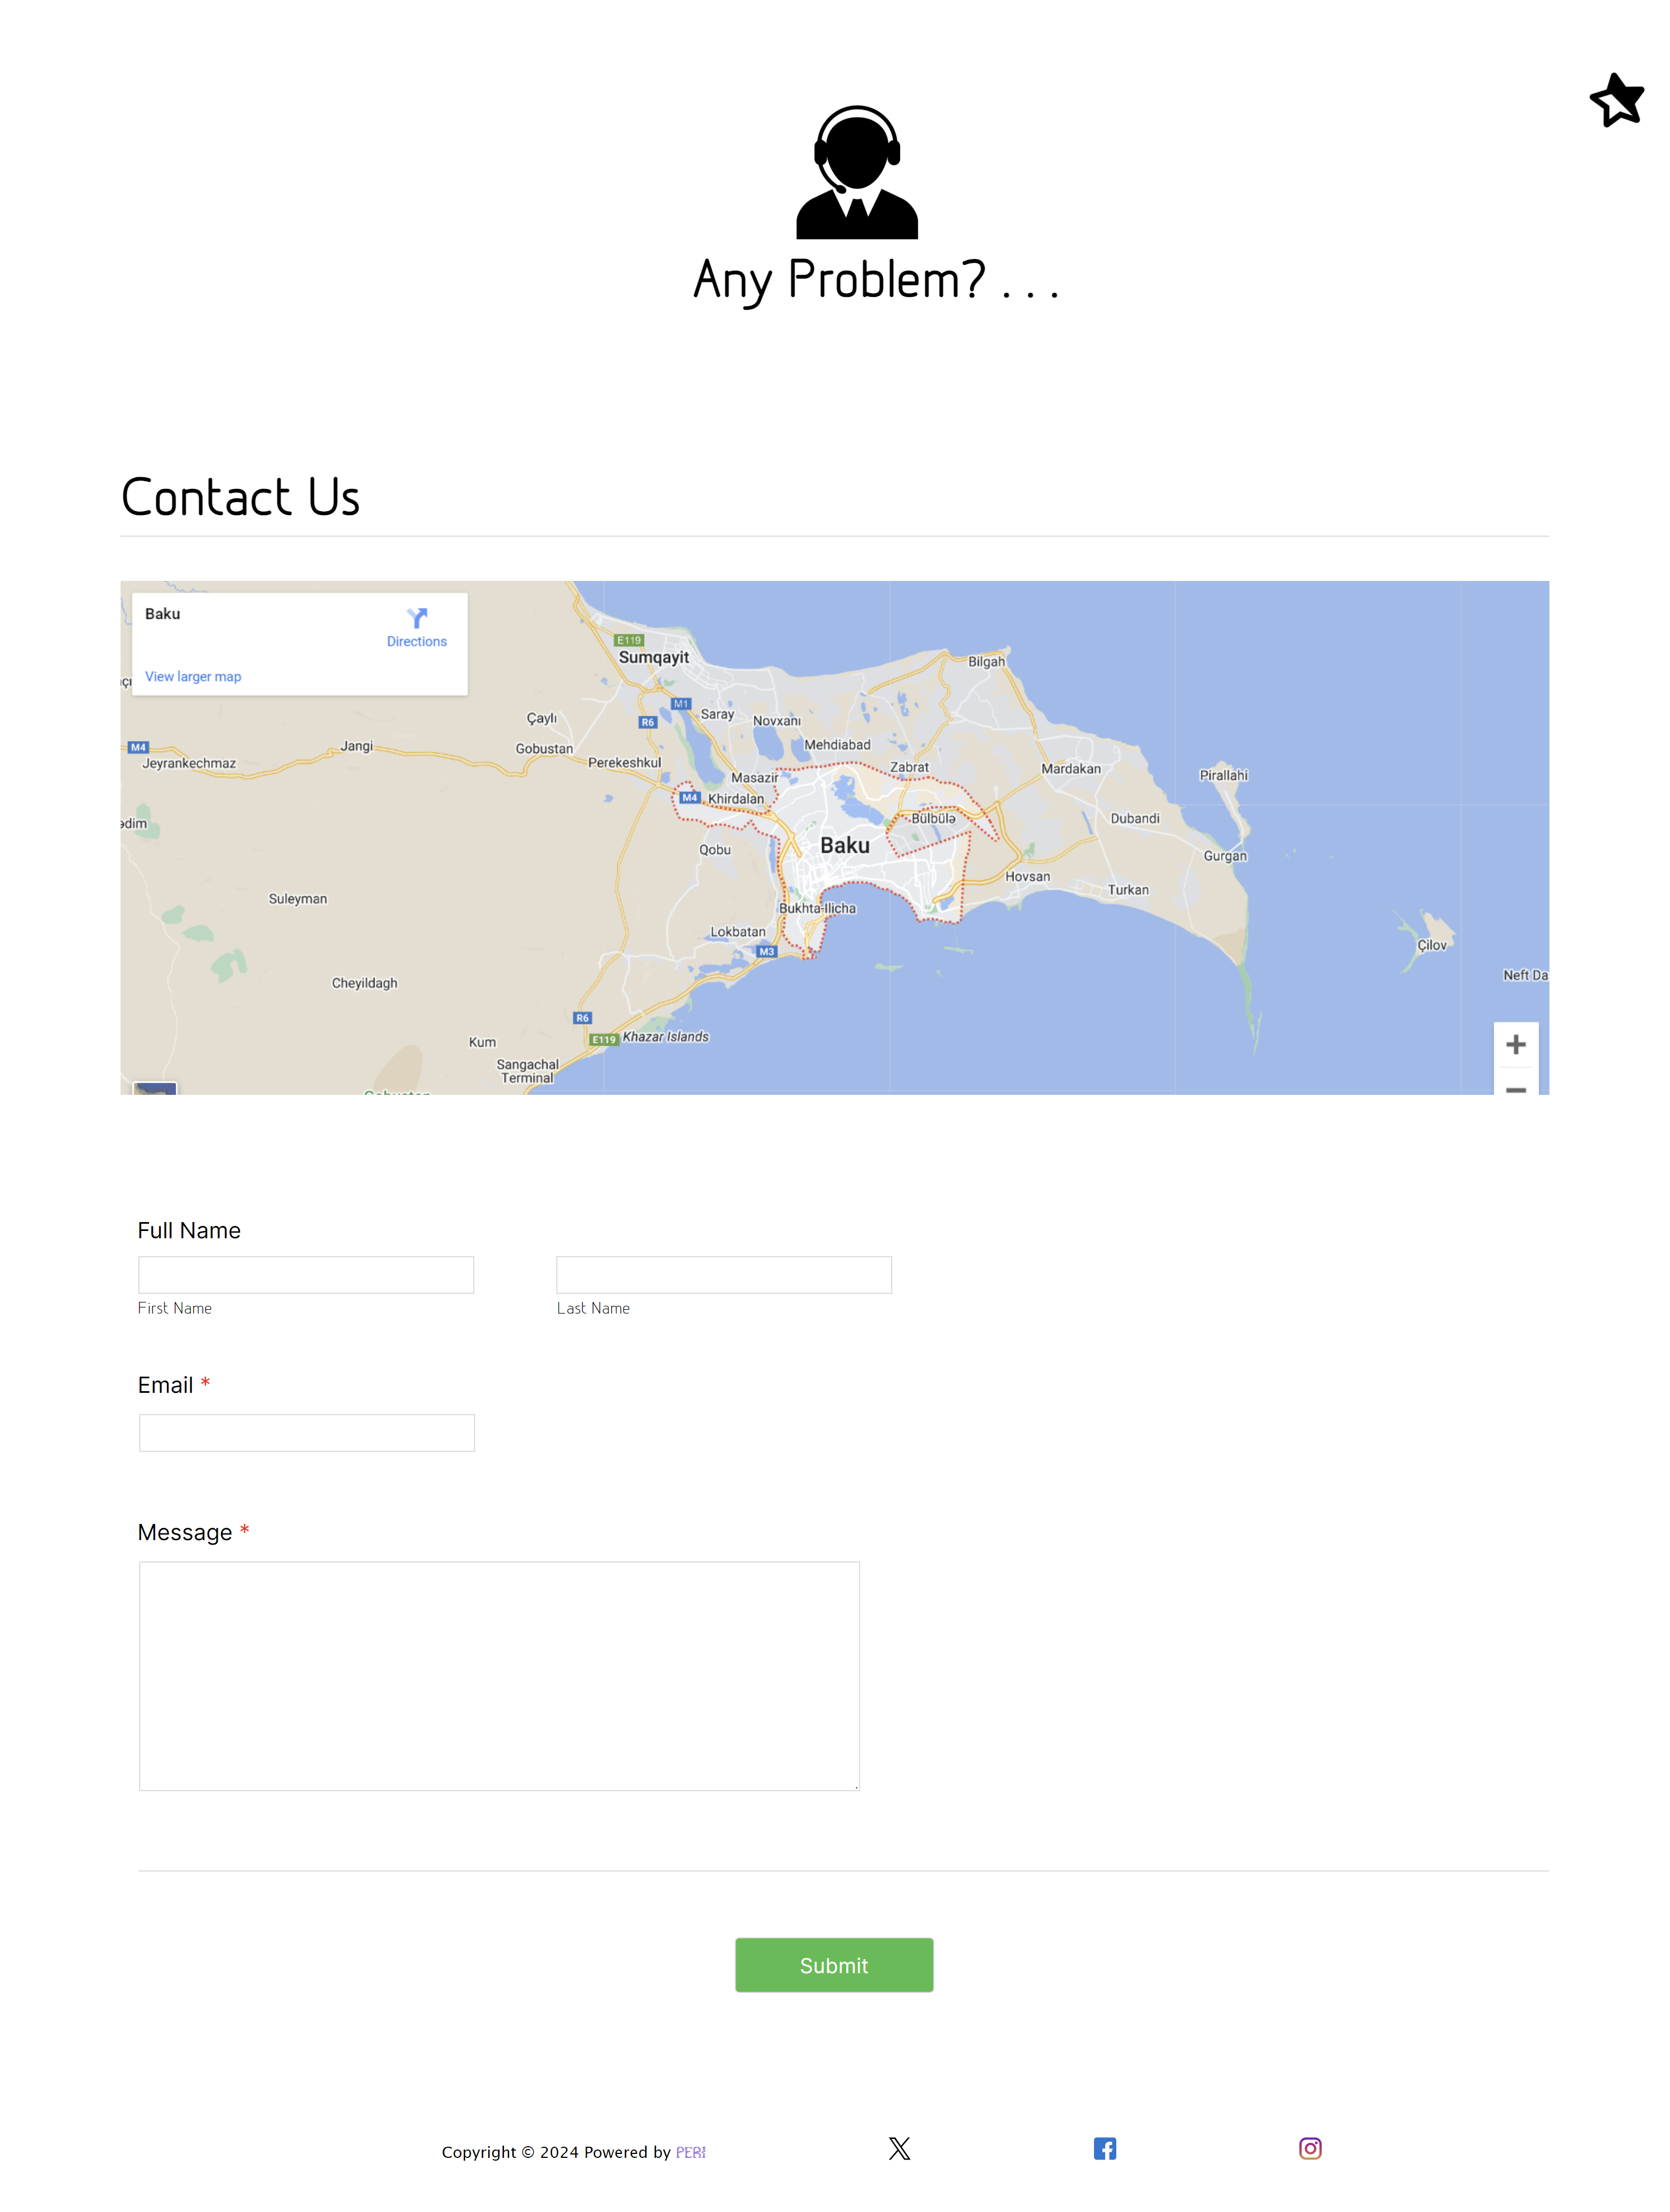 Any Problem? . . .
Contact Us
Baku
Directions
View larger map
E119
Sumqayit
Bilgah
M1
R6
Saray
Novxanı
Çaylı
Gobustan
Mehdiabad
M4
Jangi
Jeyrankechmaz
Perekeshkul
Zabrat
Mardakan
Masazır
Pirallahi
M4
Khirdalan
Bülbülə
Dubandi
Baku
Qobu
Gurgan
Hovsan
Turkan
Suleyman
Bukhta-Ilicha
Lokbatan
Çilov
M3
Neft Da
Cheyildagh
R6
E119
Khazar Islands
Kum
Sangachal
Terminal
Full Name
First Name
Last Name
Email *
Message *
Submit
Copyright © 2024 Powered by PERI